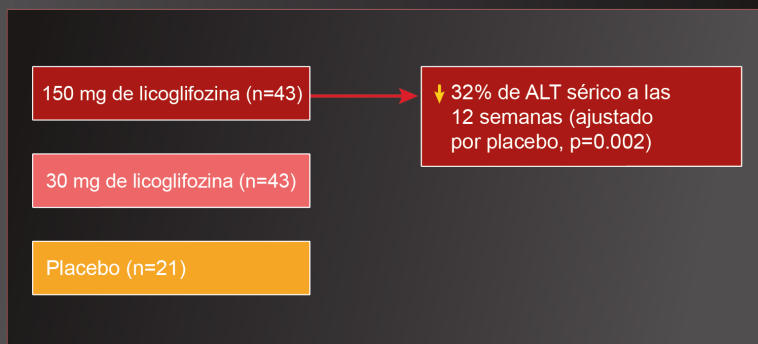 150 mg de licoglifozina (n=43)
32% de ALT sérico a las
12 semanas (ajustado
por placebo, p=0.002)
30 mg de licoglifozina (n=43)
Placebo (n=21)